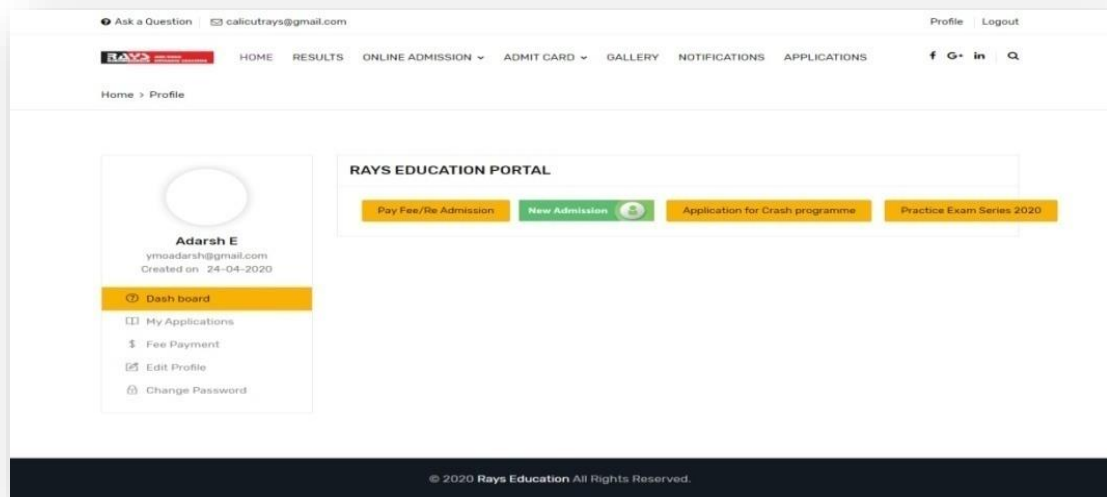 Ask a Question calicutrays@gmail.com Profile Logout
RAYS HOME RESULTS ONLINE ADMISSION ADMIT CARD GALLERY NOTIFICATIONS APPLICATIONS f G+ in
Home > Profile
RAYS EDUCATION PORTAL
Pay Fee/Re Admission New Admission Application for Crash programme Practice Exam Series 2020
Adarsh E
ymoadarsh@gmail.com
Created on 24-04-2020
Dash board
My Applications
$ Fee Payment
Edit Profile
Change Password
© 2020 Rays Education All Rights Reserved.